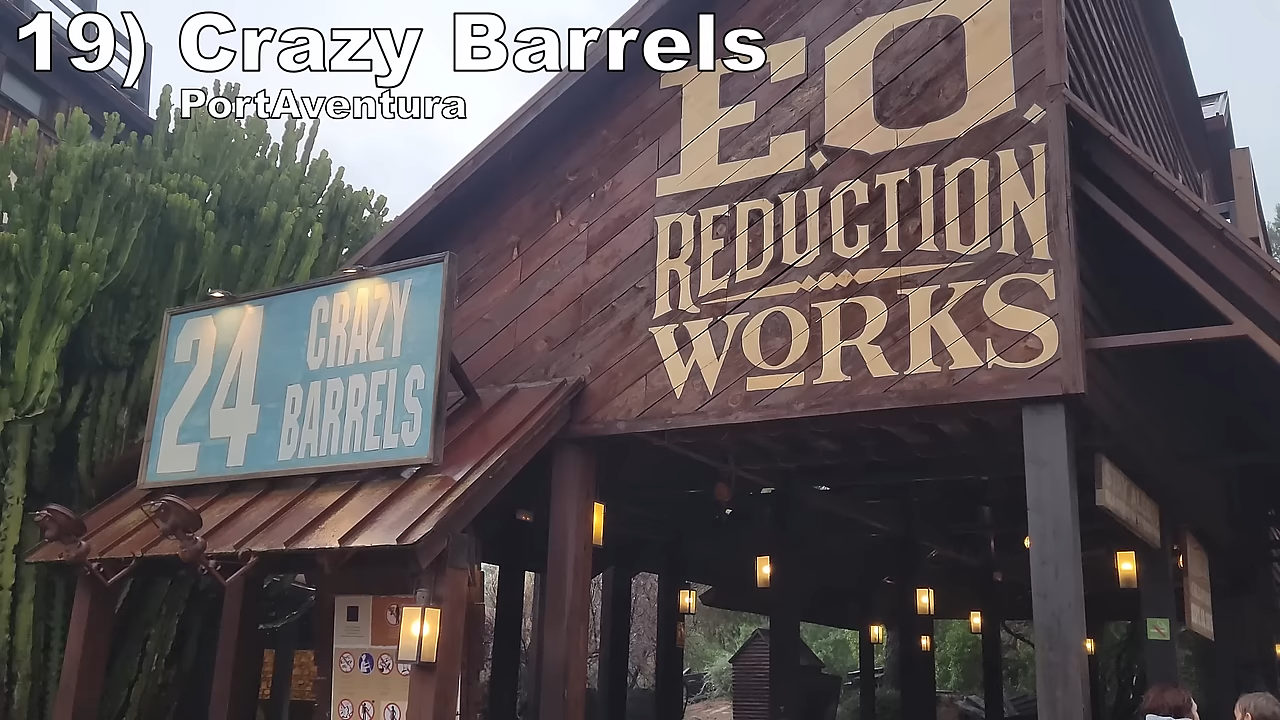 19) Crazy Barrels
PortAventura
E.O.
REDUCTION
WORKS
24
CRAZY
BARRELS